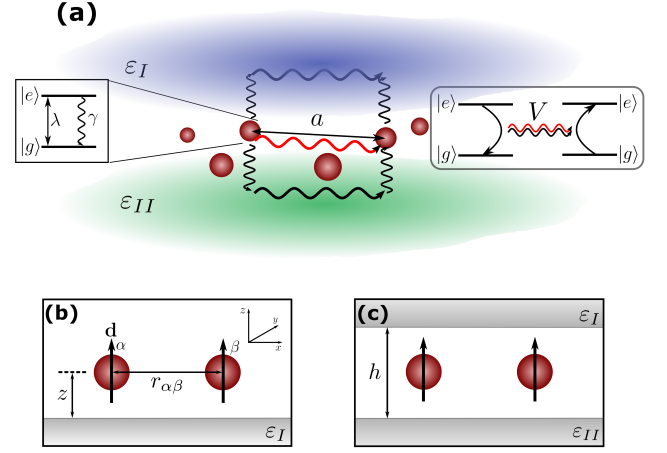 (a)
ε_I
a
|e⟩
λ
γ
|g⟩
V
|e⟩
|e⟩
|g⟩
|g⟩
ε_II
(b)
d
α
β
z
y
x
r_αβ
z
ε_I
(c)
ε_I
h
ε_II